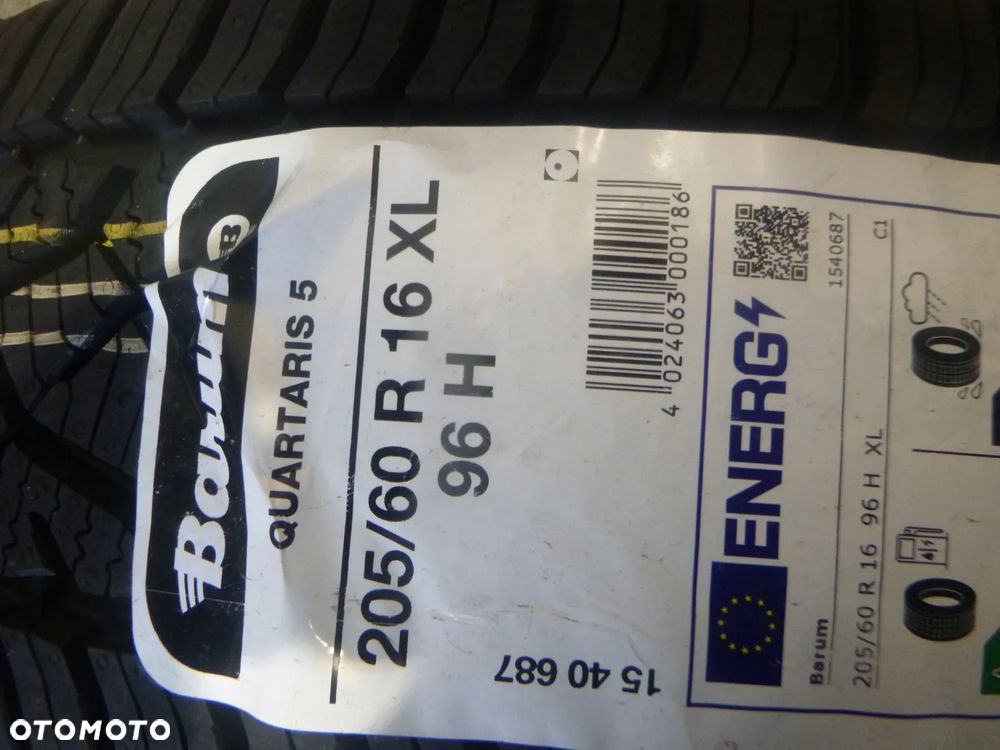 Barum
B
QUARTARIS 5
205/60 R 16 XL
96 H
15 40 687
4 024063 000186
ENERG
1540687
Barum
205/60 R 16 96 H XL
C1
A
OTOMOTO